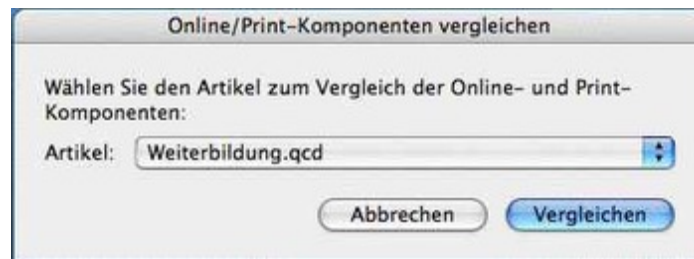 Online/Print-Komponenten vergleichen
Wählen Sie den Artikel zum Vergleich der Online- und Print-
Komponenten:
Artikel: Weiterbildung.qcd
Abbrechen Vergleichen